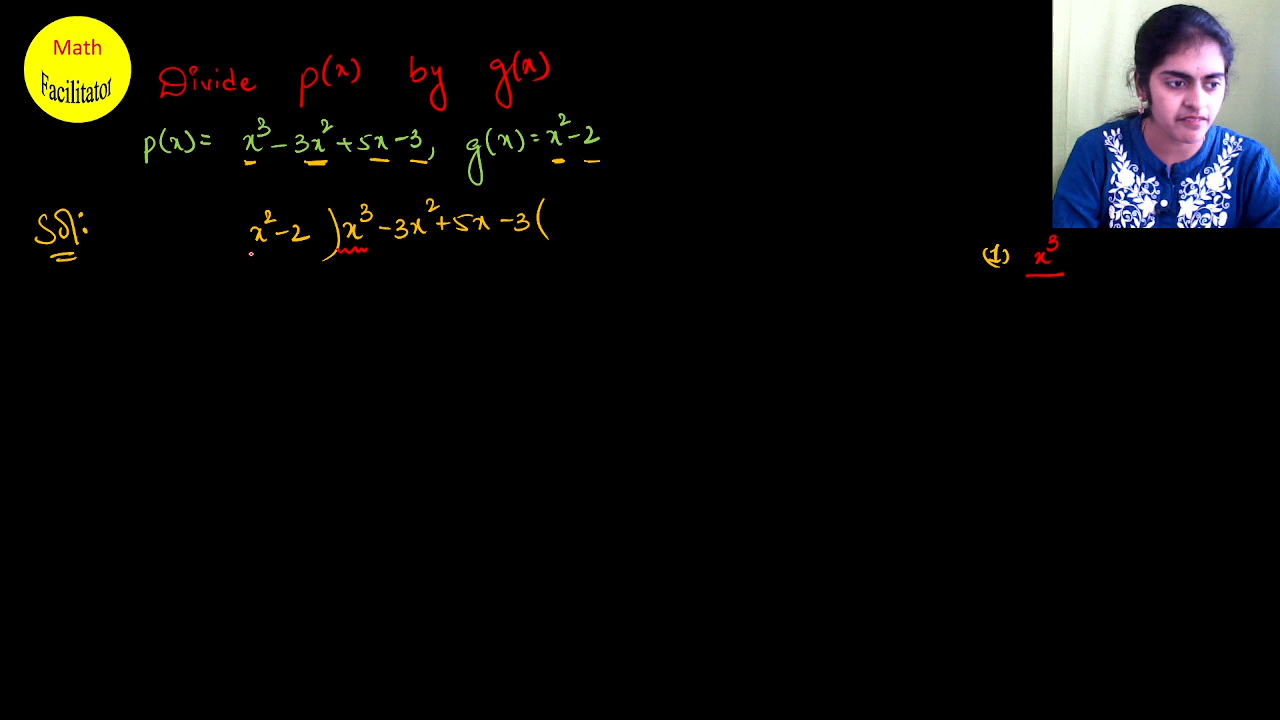 Math
Facilitator
Divide p(x) by g(x)
p(x)= x³-3x²+5x-3, g(x)=x²-2
Sol:
x²-2 ) x³-3x²+5x-3 (
(1) x³